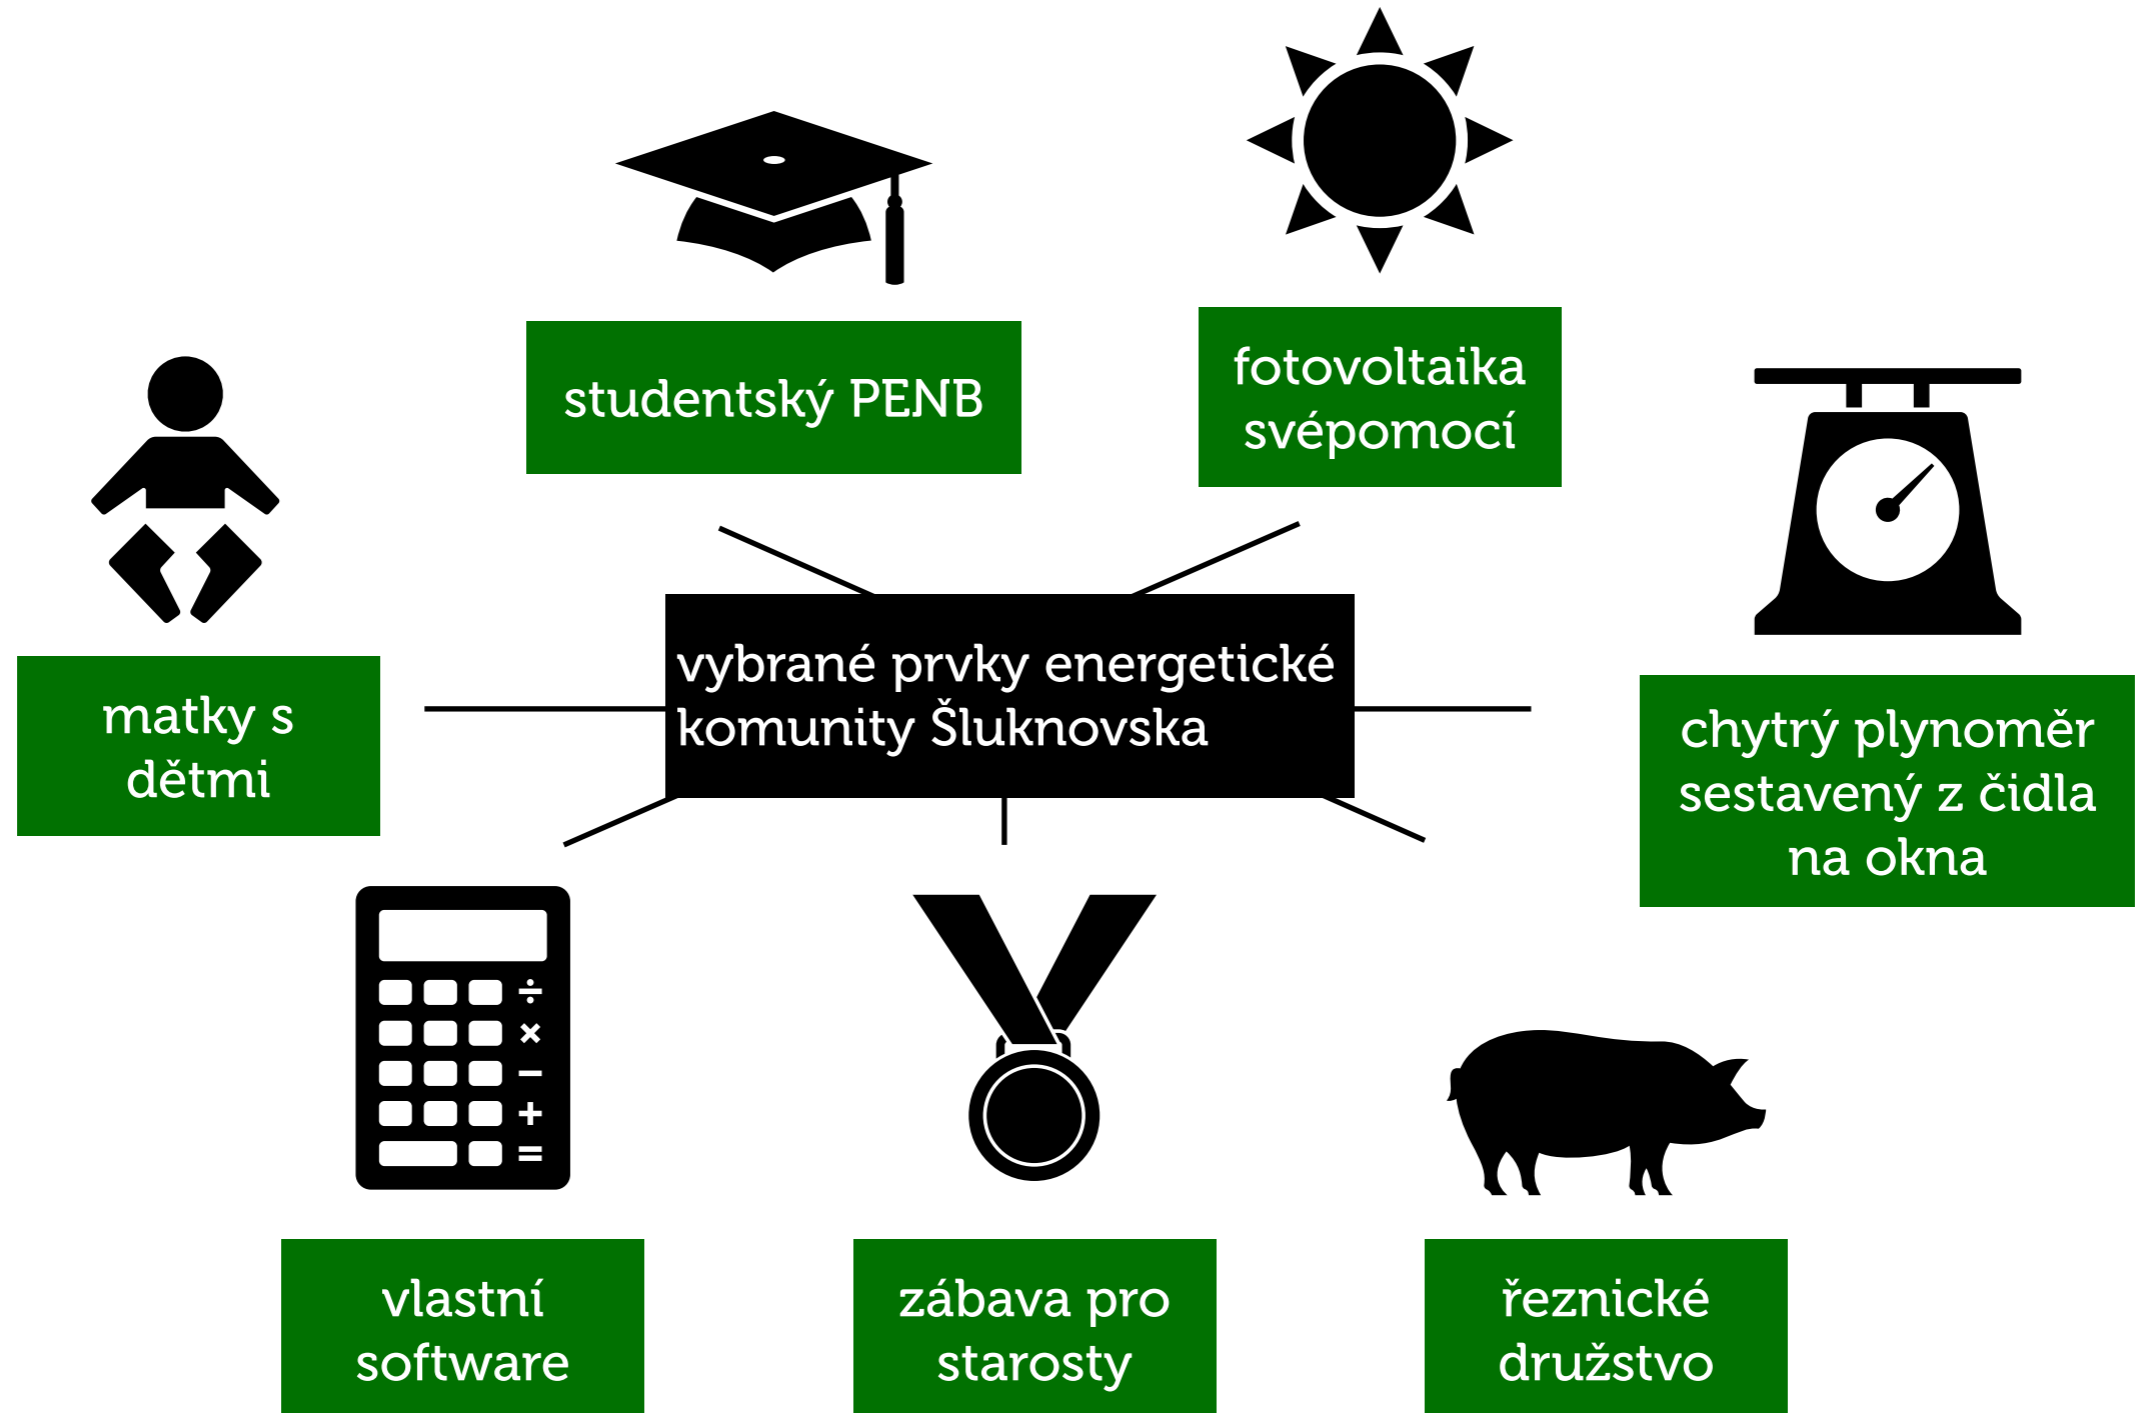 studentský PENB
fotovoltaika
svépomocí
matky s
dětmi
vybrané prvky energetické
komunity Šluknovska
chytrý plynoměr
sestavený z čidla
na okna
÷
×
−
+
=
vlastní
software
zábava pro
starosty
řeznické
družstvo